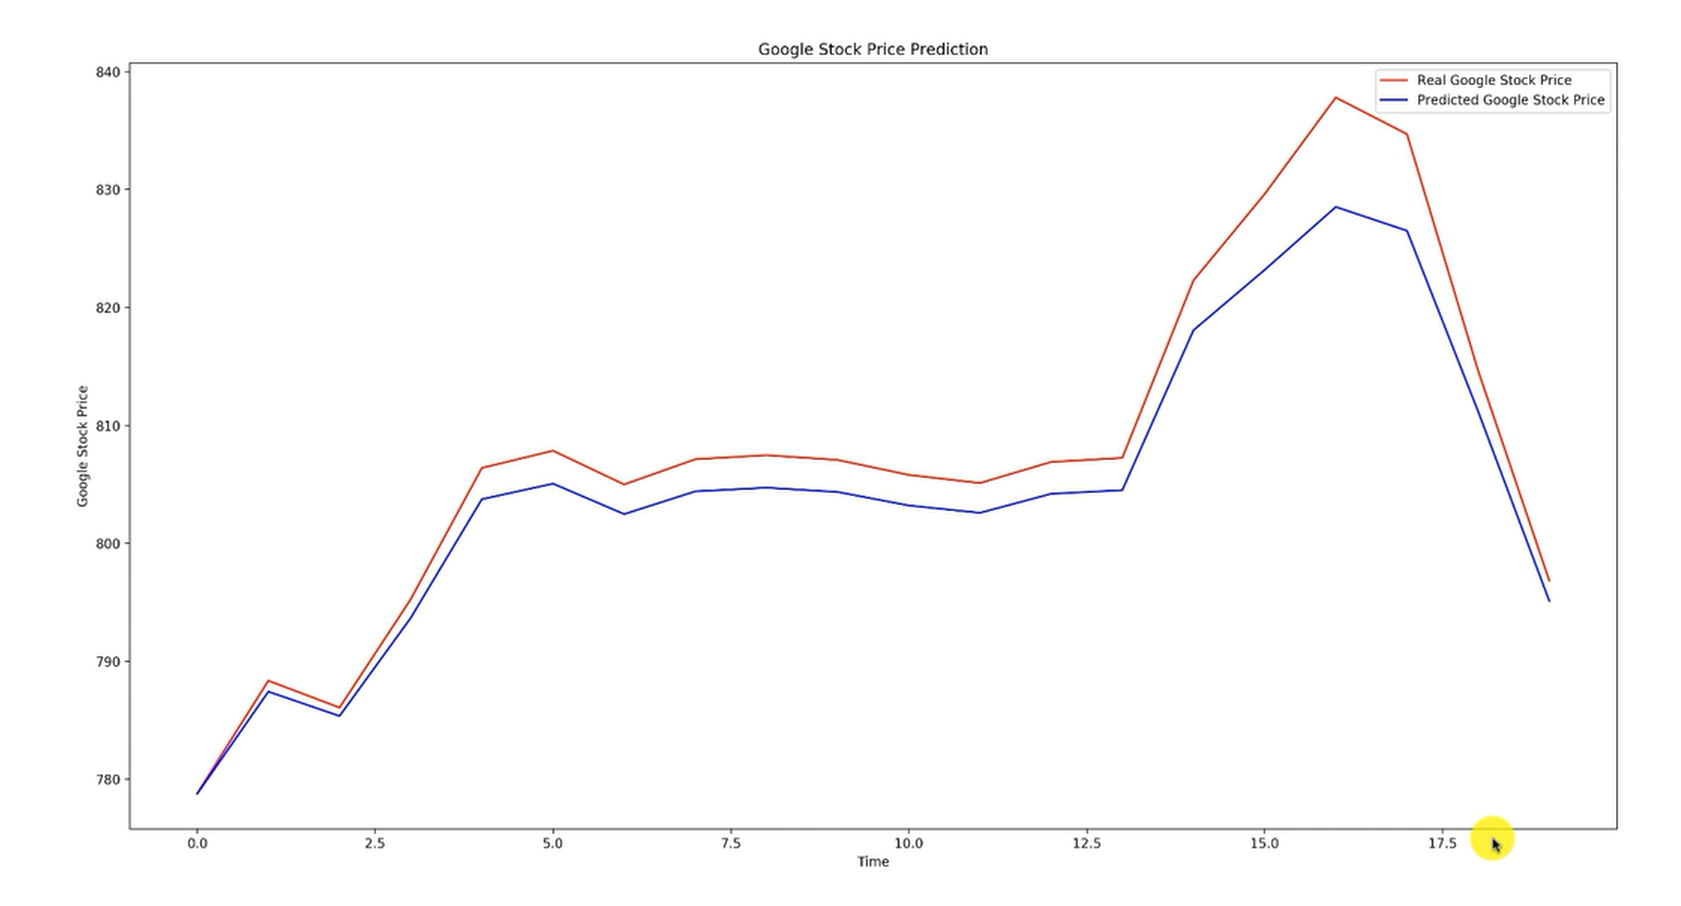 Google Stock Price Prediction
Real Google Stock Price
Predicted Google Stock Price
840
830
820
810
800
790
780
Google Stock Price
0.0 2.5 5.0 7.5 10.0 12.5 15.0 17.5
Time